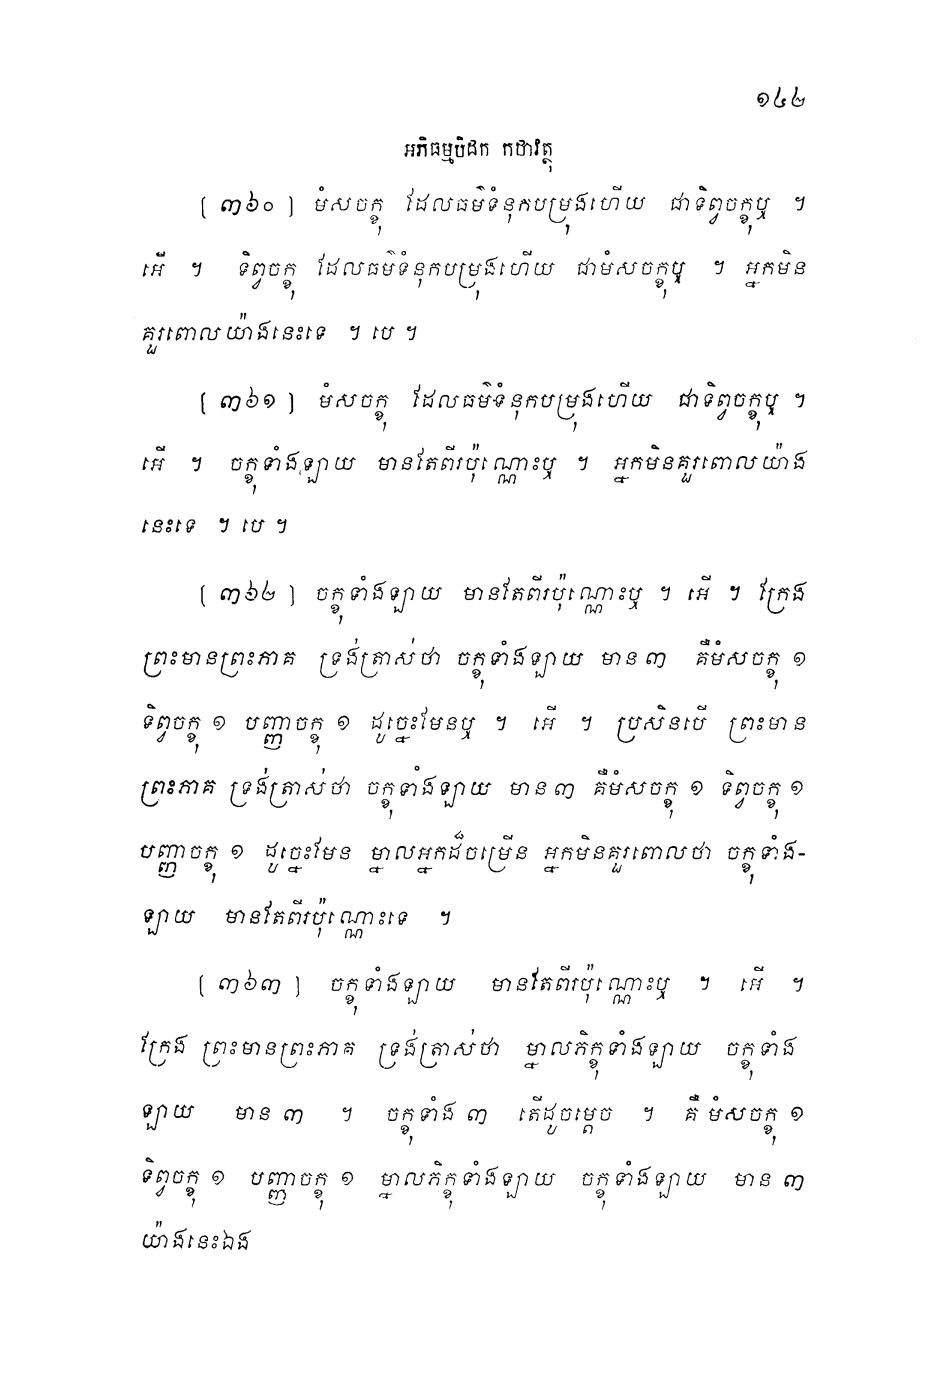 ១៤២
អភិធម្មបិដក កថាវត្ថុ
[ ៣៦០ ] មំសចក្ខុ ដែលធម៌ទំនុកបម្រុងហើយ ជាទិព្វចក្ខុឬ ។
អើ ។ ទិព្វចក្ខុ ដែលធម៌ទំនុកបម្រុងហើយ ជាមំសចក្ខុឬ ។ អ្នកមិន
គួរពោលយ៉ាងនេះទេ ។ បេ ។
[ ៣៦១ ] មំសចក្ខុ ដែលធម៌ទំនុកបម្រុងហើយ ជាទិព្វចក្ខុឬ ។
អើ ។ ចក្ខុទាំងឡាយ មានតែពីរប៉ុណ្ណោះឬ ។ អ្នកមិនគួរពោលយ៉ាង
នេះទេ ។ បេ ។
[ ៣៦២ ] ចក្ខុទាំងឡាយ មានតែពីរប៉ុណ្ណោះឬ ។ អើ ។ ក្រែង
ព្រះមានព្រះភាគ ទ្រង់ត្រាស់ថា ចក្ខុទាំងឡាយ មាន៣ គឺមំសចក្ខុ ១
ទិព្វចក្ខុ ១ បញ្ញាចក្ខុ ១ ដូច្នេះមែនឬ ។ អើ ។ ប្រសិនបើ ព្រះមាន
ព្រះភាគ ទ្រង់ត្រាស់ថា ចក្ខុទាំងឡាយ មាន៣ គឺមំសចក្ខុ ១ ទិព្វចក្ខុ ១
បញ្ញាចក្ខុ ១ ដូច្នេះមែន ម្នាលអ្នកដ៏ចម្រើន អ្នកមិនគួរពោលថា ចក្ខុទាំង-
ឡាយ មានតែពីរប៉ុណ្ណោះទេ ។
[ ៣៦៣ ] ចក្ខុទាំងឡាយ មានតែពីរប៉ុណ្ណោះឬ ។ អើ ។
ក្រែង ព្រះមានព្រះភាគ ទ្រង់ត្រាស់ថា ម្នាលភិក្ខុទាំងឡាយ ចក្ខុទាំង
ឡាយ មាន ៣ ។ ចក្ខុទាំង ៣ តើដូចម្តេច ។ គឺ មំសចក្ខុ ១
ទិព្វចក្ខុ ១ បញ្ញាចក្ខុ ១ ម្នាលភិក្ខុទាំងឡាយ ចក្ខុទាំងឡាយ មាន ៣
យ៉ាងនេះឯង